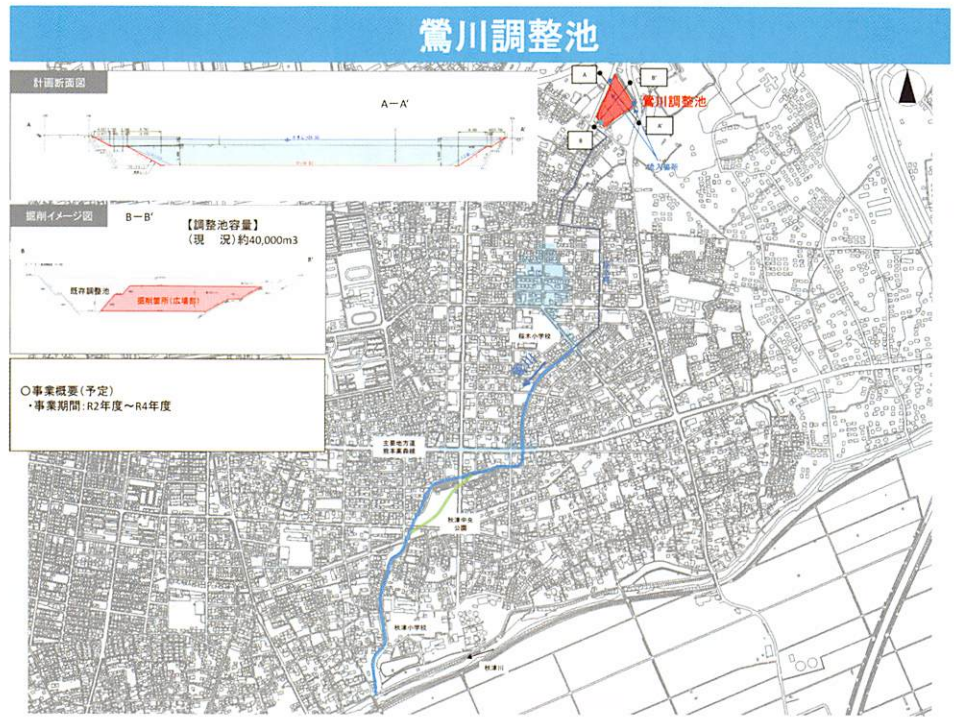 鶯川調整池
計画断面図
A-A'
A
A'
掘削イメージ図
B-B'
【調整池容量】
(現 況)約40,000m3
B
B'
既存調整池
掘削箇所(広場部)
○事業概要(予定)
・事業期間:R2年度~R4年度
A
B'
鶯川調整池
B
A'
桜木小学校
鶯川
主要地方道
熊本高森線
秋津中央
公園
秋津小学校
秋津川